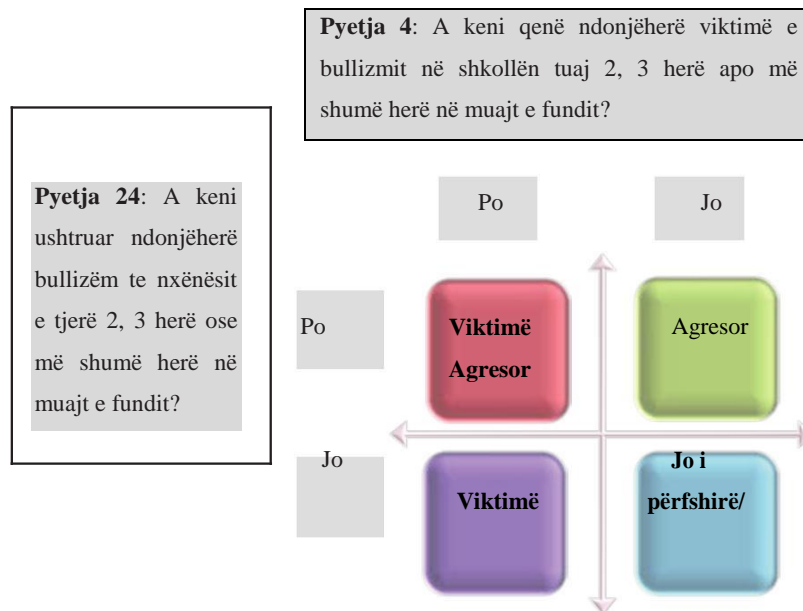 Pyetja 4: A keni qenë ndonjëherë viktimë e
bullizmit në shkollën tuaj 2, 3 herë apo më
shumë herë në muajt e fundit?
Pyetja 24: A keni
ushtruar ndonjëherë
bullizëm te nxënësit
e tjerë 2, 3 herë ose
më shumë herë në
muajt e fundit?
Po
Jo
Po
Viktimë
Agresor
Agresor
Jo
Viktimë
Jo i
përfshirë/